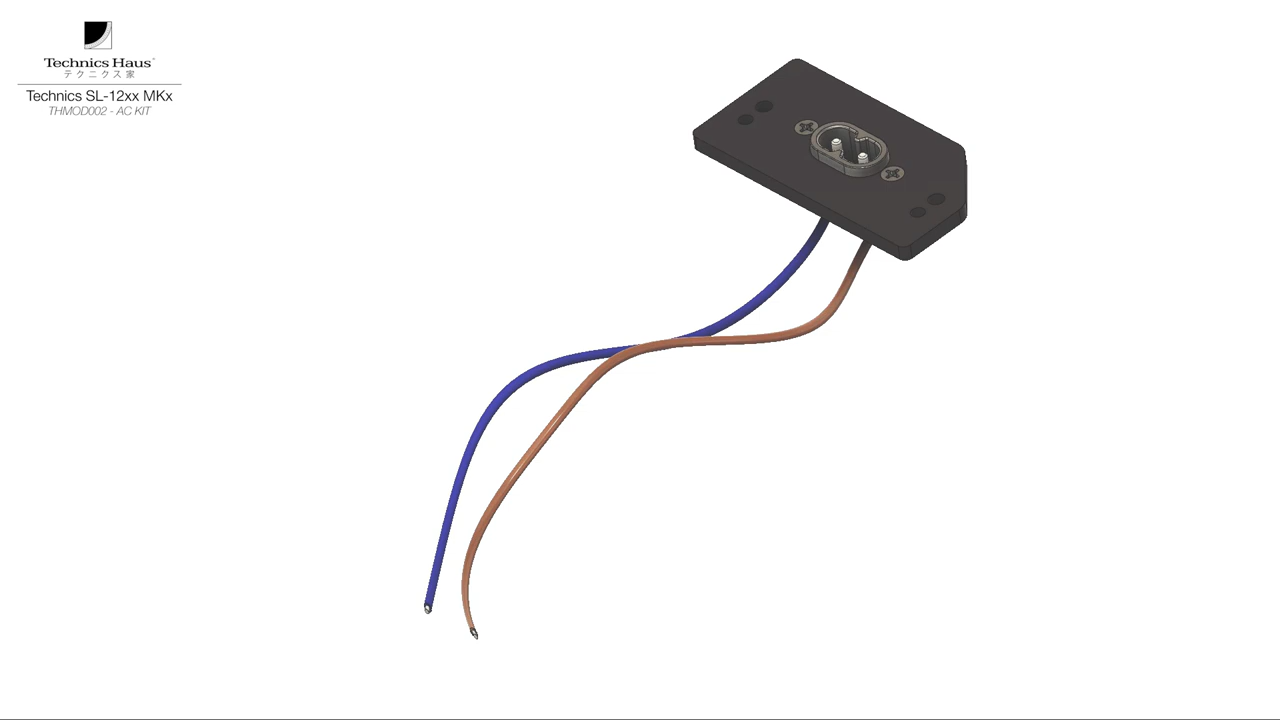 Technics Haus
テクニクス家
Technics SL-12xx MKx
THMOD002 - AC KIT